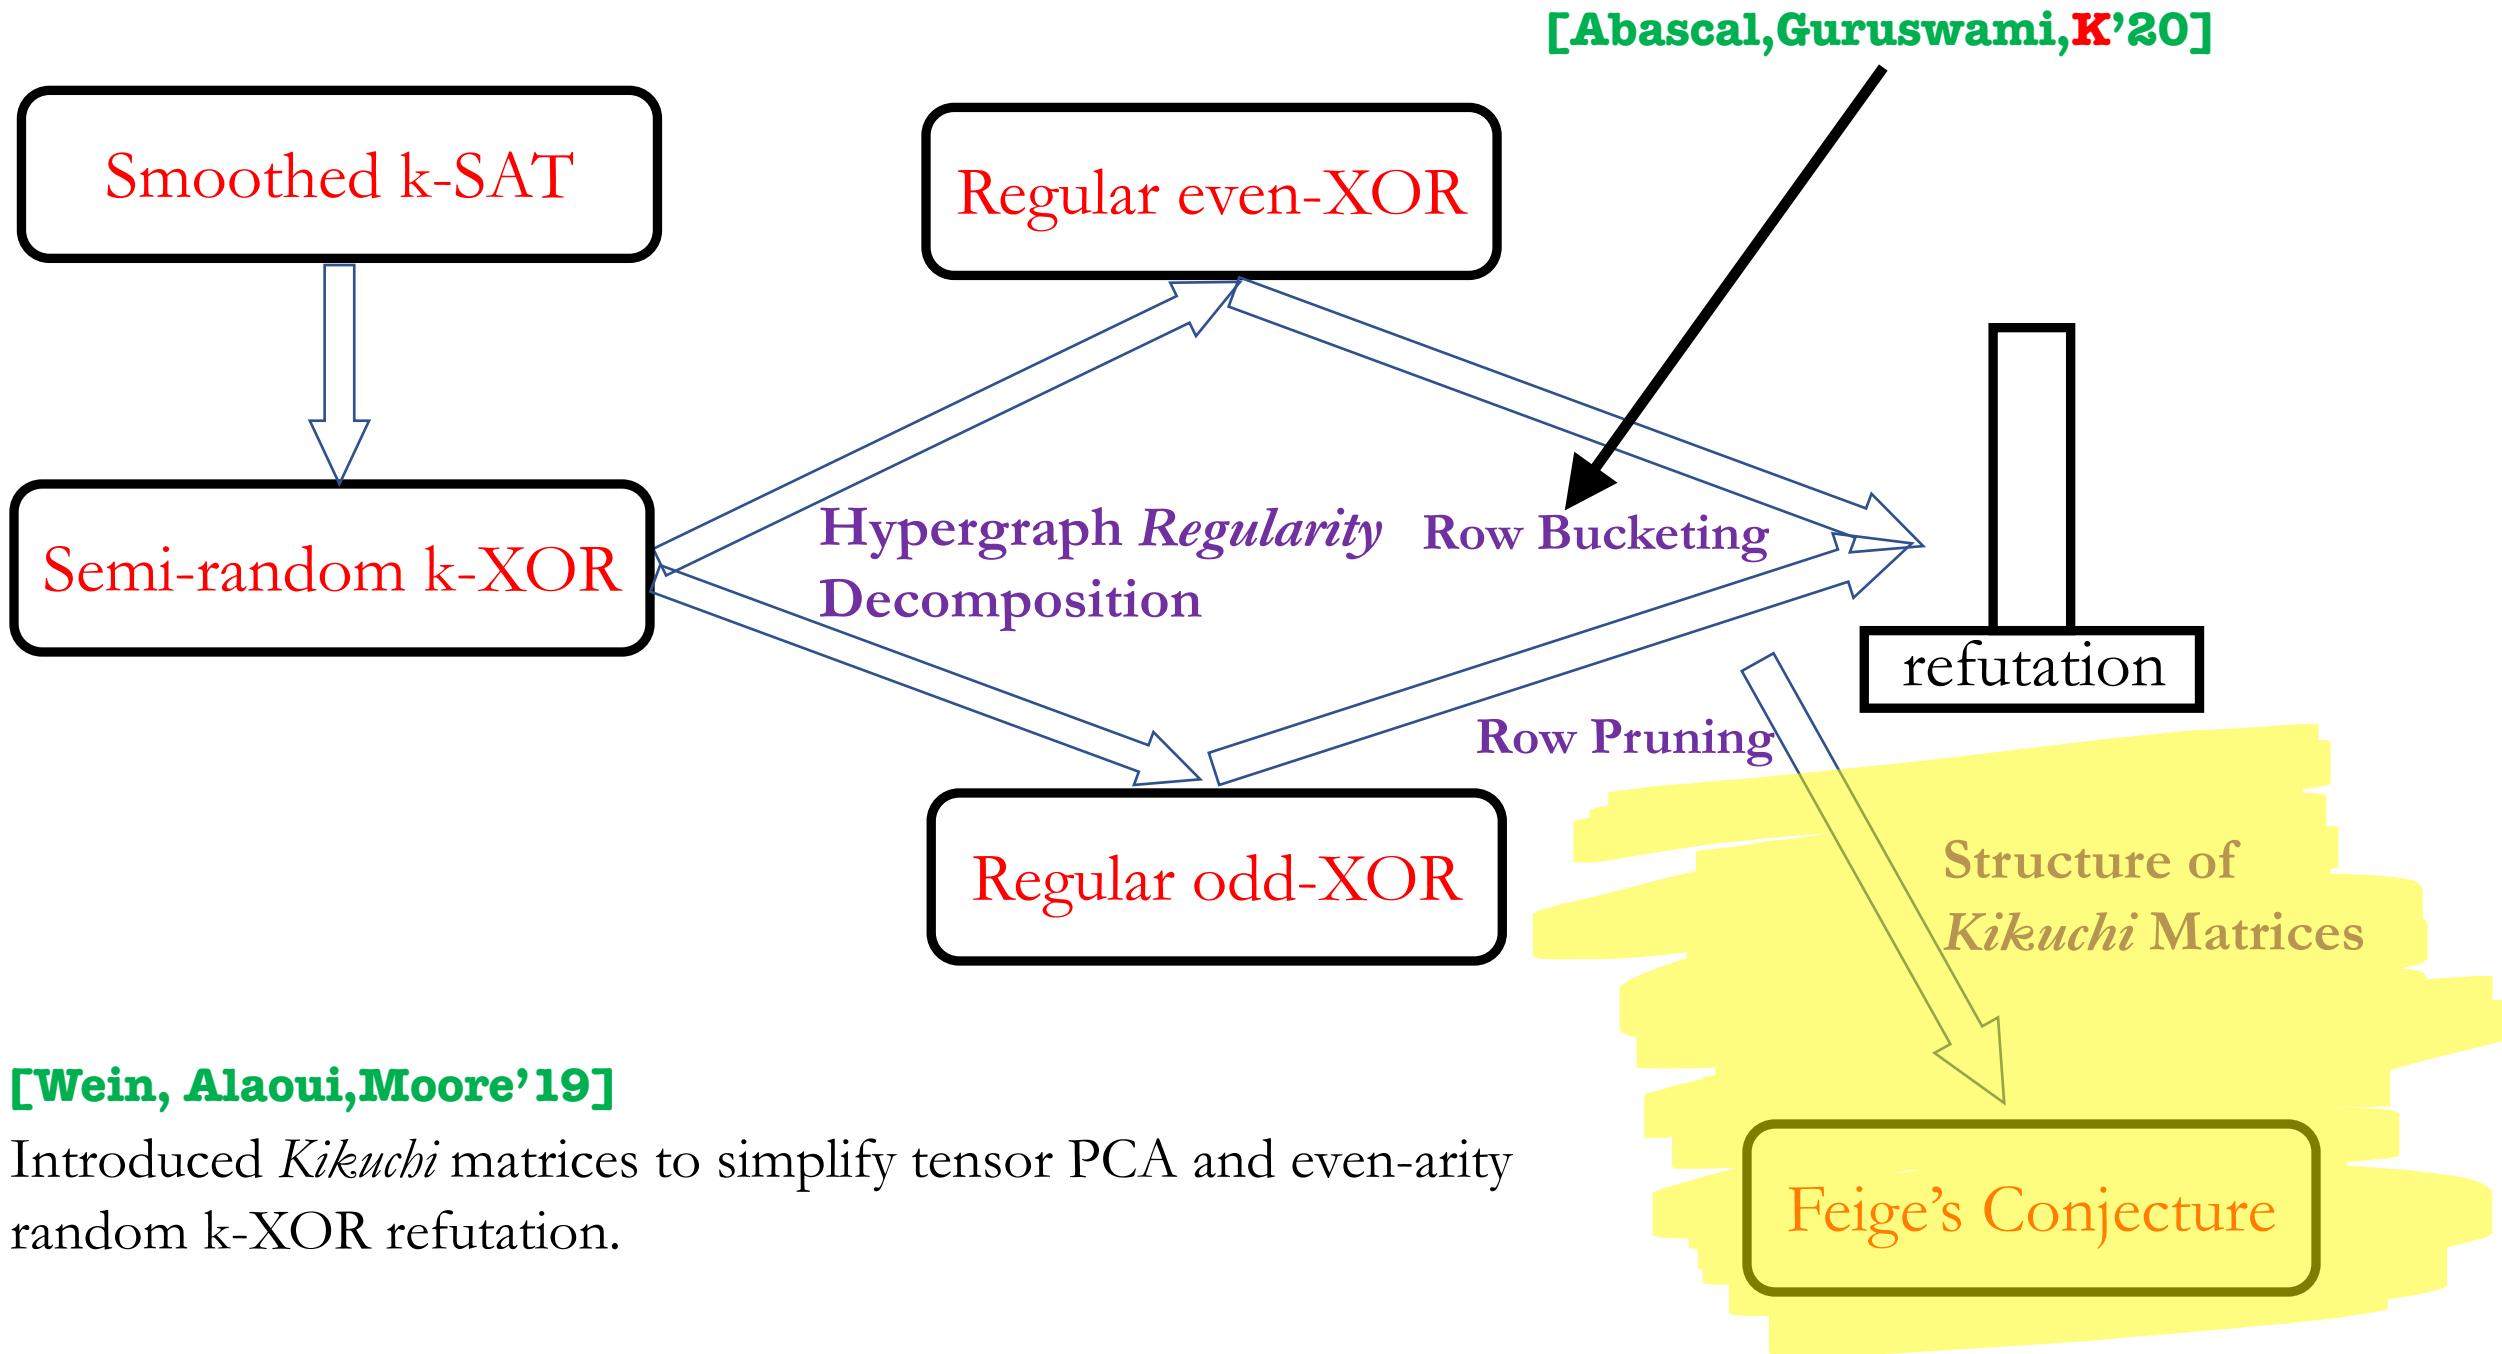 [Abascal,Guruswami,K’20]
Smoothed k-SAT
Regular even-XOR
Hypergraph Regularity
Decomposition
Row Bucketing
Semi-random k-XOR
refutation
Row Pruning
Regular odd-XOR
Structure of
Kikuchi Matrices
[Wein, Alaoui,Moore’19]
Introduced Kikuchi matrices to simplify tensor PCA and even-arity
random k-XOR refutation.
Feige’s Conjecture